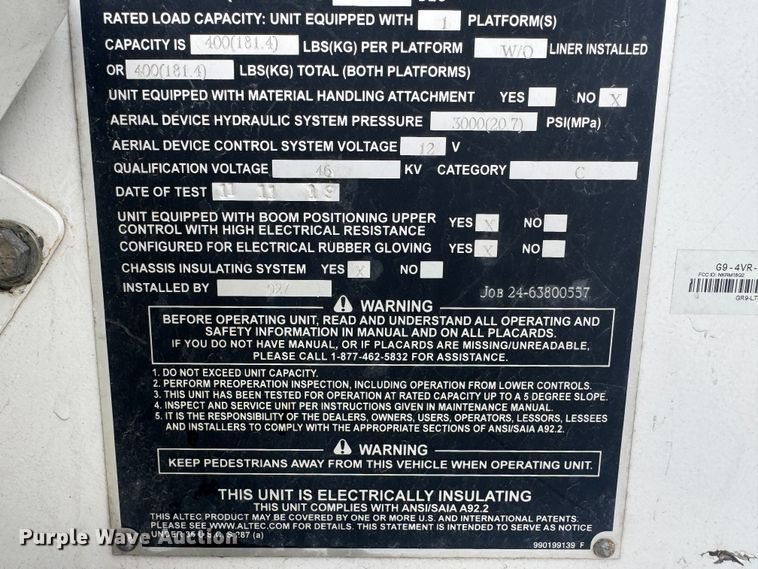 RATED LOAD CAPACITY: UNIT EQUIPPED WITH 1 PLATFORM(S)
CAPACITY IS 400(181.4) LBS(KG) PER PLATFORM W/O LINER INSTALLED
OR 400(181.4) LBS(KG) TOTAL (BOTH PLATFORMS)
UNIT EQUIPPED WITH MATERIAL HANDLING ATTACHMENT YES NO X
AERIAL DEVICE HYDRAULIC SYSTEM PRESSURE 3000(20.7) PSI(MPa)
AERIAL DEVICE CONTROL SYSTEM VOLTAGE 12 V
QUALIFICATION VOLTAGE 46 KV CATEGORY C
DATE OF TEST 11 11 19
UNIT EQUIPPED WITH BOOM POSITIONING UPPER
CONTROL WITH HIGH ELECTRICAL RESISTANCE YES X NO
CONFIGURED FOR ELECTRICAL RUBBER GLOVING YES X NO
CHASSIS INSULATING SYSTEM YES X NO
INSTALLED BY
JOB 24-63800557
WARNING
BEFORE OPERATING UNIT, READ AND UNDERSTAND ALL OPERATING AND
SAFETY INFORMATION IN MANUAL AND ON ALL PLACARDS.
IF YOU DO NOT HAVE MANUAL, OR IF PLACARDS ARE MISSING/UNREADABLE,
PLEASE CALL 1-877-462-5832 FOR ASSISTANCE.
1. DO NOT EXCEED UNIT CAPACITY.
2. PERFORM PREOPERATION INSPECTION, INCLUDING OPERATION FROM LOWER CONTROLS.
3. THIS UNIT HAS BEEN TESTED FOR OPERATION AT RATED CAPACITY UP TO A 5 DEGREE SLOPE.
4. INSPECT AND SERVICE UNIT PER INSTRUCTIONS GIVEN IN MAINTENANCE MANUAL.
5. IT IS THE RESPONSIBILITY OF THE DEALERS, OWNERS, USERS, OPERATORS, LESSORS, LESSEES
AND INSTALLERS TO COMPLY WITH THE APPROPRIATE SECTIONS OF ANSI/SAIA A92.2.
WARNING
KEEP PEDESTRIANS AWAY FROM THIS VEHICLE WHEN OPERATING UNIT.
THIS UNIT IS ELECTRICALLY INSULATING
THIS UNIT COMPLIES WITH ANSI/SAIA A92.2
THIS ALTEC PRODUCT MAY BE COVERED BY ONE OR MORE U.S. AND INTERNATIONAL PATENTS.
PLEASE SEE WWW.ALTEC.COM FOR DETAILS. THIS STATEMENT IS INTENDED TO SERVE AS NOTICE
UNDER 35 U.S.C. § 287 (a)
990199139 F
G9-4VR-
FCC ID: NKRM18G2
GR9-LT
Purple Wave Auction